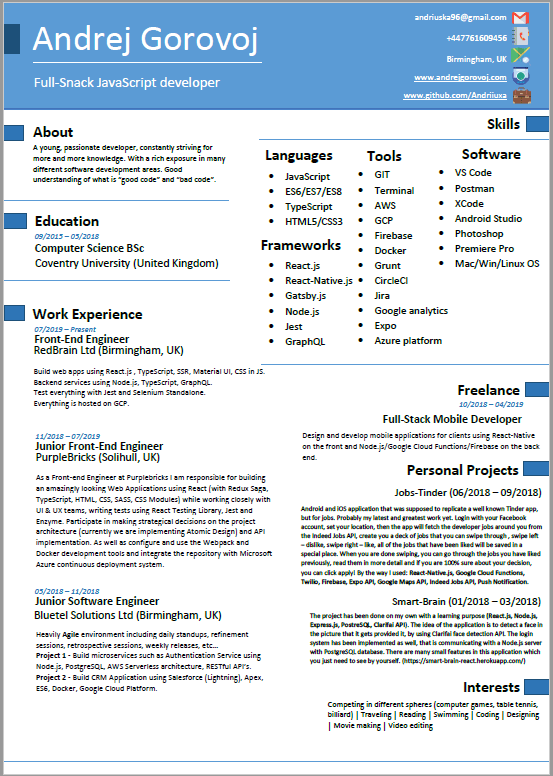 Andrej Gorovoj
Full-Snack JavaScript developer
andriuska96@gmail.com
+447761609456
Birmingham, UK
www.andrejgorovoj.com
www.github.com/Andriiuxa
About
A young, passionate developer, constantly striving for
more and more knowledge. With a rich exposure in many
different software development areas. Good
understanding of what is "good code" and "bad code".
Education
09/2015 – 05/2018
Computer Science BSc
Coventry University (United Kingdom)
Work Experience
07/2019 – Present
Front-End Engineer
RedBrain Ltd (Birmingham, UK)
Build web apps using React.js , TypeScript, SSR, Material UI, CSS in JS.
Backend services using Node.js, TypeScript, GraphQL.
Test everything with Jest and Selenium Standalone.
Everything is hosted on GCP.
11/2018 – 07/2019
Junior Front-End Engineer
PurpleBricks (Solihull, UK)
As a Front-end Engineer at Purplebricks I am responsible for building
an amazingly looking Web Applications using React (with Redux Saga,
TypeScript, HTML, CSS, SASS, CSS Modules) while working closely with
UI & UX teams, writing tests using React Testing Library, Jest and
Enzyme. Participate in making strategical decisions on the project
architecture (currently we are implementing Atomic Design) and API
implementation. As well as configure and use the Webpack and
Docker development tools and integrate the repository with Microsoft
Azure continuous deployment system.
05/2018 – 11/2018
Junior Software Engineer
Bluetel Solutions Ltd (Birmingham, UK)
Heavily Agile environment including daily standups, refinement
sessions, retrospective sessions, weekly releases, etc...
Project 1 - Build microservices such as Authentication Service using
Node.js, PostgreSQL, AWS Serverless architecture, RESTful API's.
Project 2 - Build CRM Application using Salesforce (Lightning), Apex,
ES6, Docker, Google Cloud Platform.
Skills
Languages
• JavaScript
• ES6/ES7/ES8
• TypeScript
• HTML5/CSS3
Frameworks
• React.js
• React-Native.js
• Gatsby.js
• Node.js
• Jest
• GraphQL
Tools
• GIT
• Terminal
• AWS
• GCP
• Firebase
• Docker
• Grunt
• CircleCI
• Jira
• Google analytics
• Expo
• Azure platform
Software
• VS Code
• Postman
• XCode
• Android Studio
• Photoshop
• Premiere Pro
• Mac/Win/Linux OS
Freelance
10/2018 – 04/2019
Full-Stack Mobile Developer
Design and develop mobile applications for clients using React-Native
on the front and Node.js/Google Cloud Functions/Firebase on the back
end.
Personal Projects
Jobs-Tinder (06/2018 – 09/2018)
Android and iOS application that was supposed to replicate a well known Tinder app,
but for jobs. Probably my latest and greatest work yet. Login with your Facebook
account, set your location, then the app will fetch the developer jobs around you from
the Indeed Jobs API, create you a deck of jobs that you can swipe through , swipe left
– dislike, swipe right – like, all of the jobs that have been liked will be saved in a
special place. When you are done swiping, you can go through the jobs you have liked
previously, read them in more detail and if you are 100% sure about your decision,
you can click apply! By the way I used: React-Native.js, Google Cloud Functions,
Twilio, Firebase, Expo API, Google Maps API, Indeed Jobs API, Push Notification.
Smart-Brain (01/2018 – 03/2018)
The project has been done on my own with a learning purpose (React.js, Node.js,
Express.js, PostreSQL, Clarifai API). The idea of the application is to detect a face in
the picture that it gets provided it, by using Clarifai face detection API. The login
system has been implemented as well, that is communicating with a Node.js server
with PostgreSQL database. There are many small features in this application which
you just need to see by yourself. (https://smart-brain-react.herokuapp.com/)
Interests
Competing in different spheres (computer games, table tennis,
billiard) | Traveling | Reading | Swimming | Coding | Designing
| Movie making | Video editing